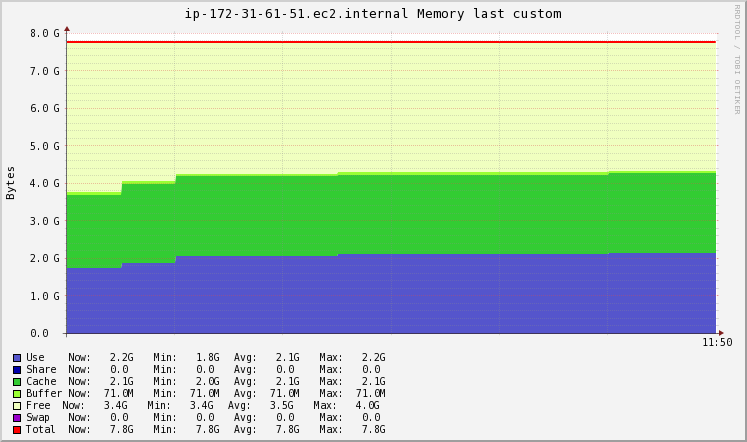 ip-172-31-61-51.ec2.internal Memory last custom
RRDTOOL / TOBI OETIKER
Bytes
8.0 G
7.0 G
6.0 G
5.0 G
4.0 G
3.0 G
2.0 G
1.0 G
0.0
11:50
Use Now: 2.2G Min: 1.8G Avg: 2.1G Max: 2.2G
Share Now: 0.0 Min: 0.0 Avg: 0.0 Max: 0.0
Cache Now: 2.1G Min: 2.0G Avg: 2.1G Max: 2.1G
Buffer Now: 71.0M Min: 71.0M Avg: 71.0M Max: 71.0M
Free Now: 3.4G Min: 3.4G Avg: 3.5G Max: 4.0G
Swap Now: 0.0 Min: 0.0 Avg: 0.0 Max: 0.0
Total Now: 7.8G Min: 7.8G Avg: 7.8G Max: 7.8G